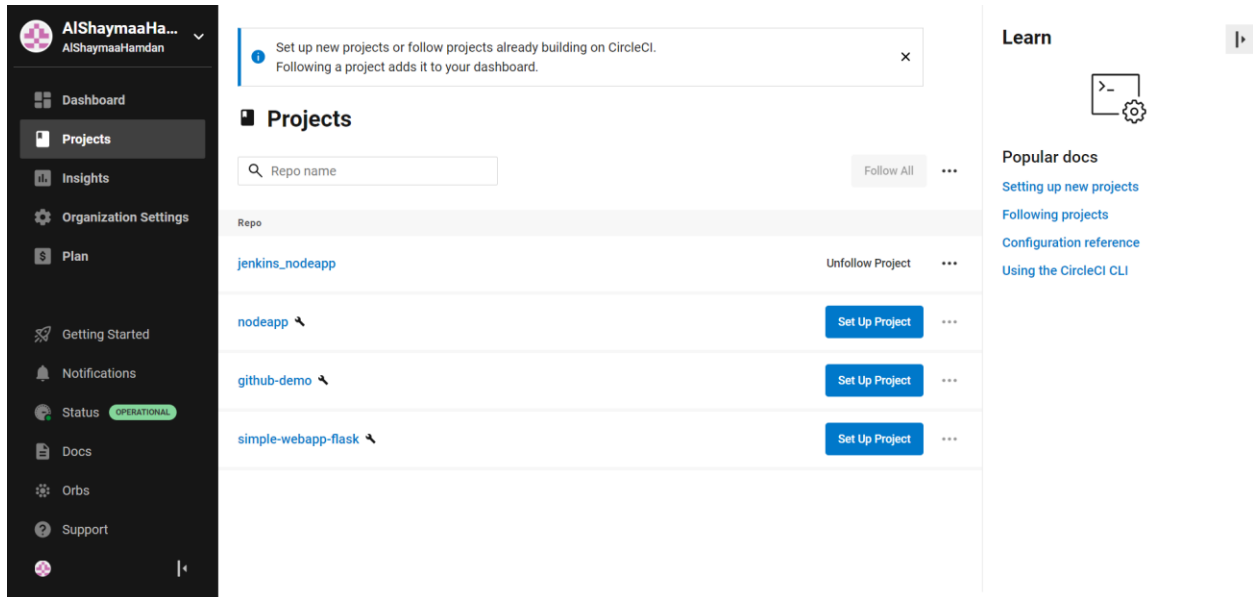 AlShaymaaHa...
AlShaymaaHamdan
Dashboard
Projects
Insights
Organization Settings
Plan
Getting Started
Notifications
Status OPERATIONAL
Docs
Orbs
Support
Set up new projects or follow projects already building on CircleCI.
Following a project adds it to your dashboard.
Projects
Repo name
Follow All
Repo
jenkins_nodeapp Unfollow Project
nodeapp Set Up Project
github-demo Set Up Project
simple-webapp-flask Set Up Project
Learn
Popular docs
Setting up new projects
Following projects
Configuration reference
Using the CircleCI CLI